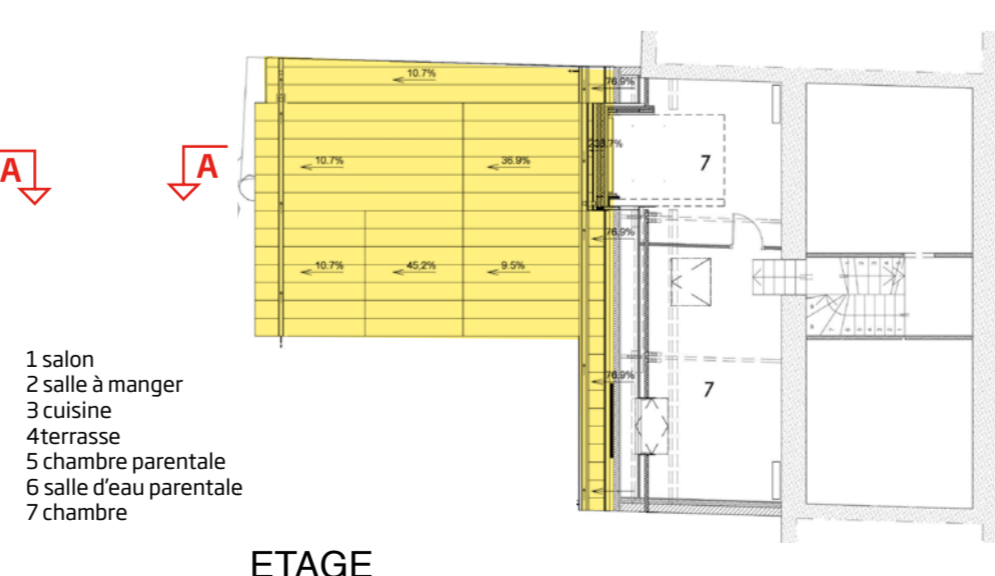 10.7%
76.9%
A
A
10.7%
36.9%
7
76.9%
10.7%
45,2%
9.5%
1 salon
2 salle à manger
3 cuisine
4terrasse
5 chambre parentale
6 salle d'eau parentale
7 chambre
76.9%
7
ETAGE